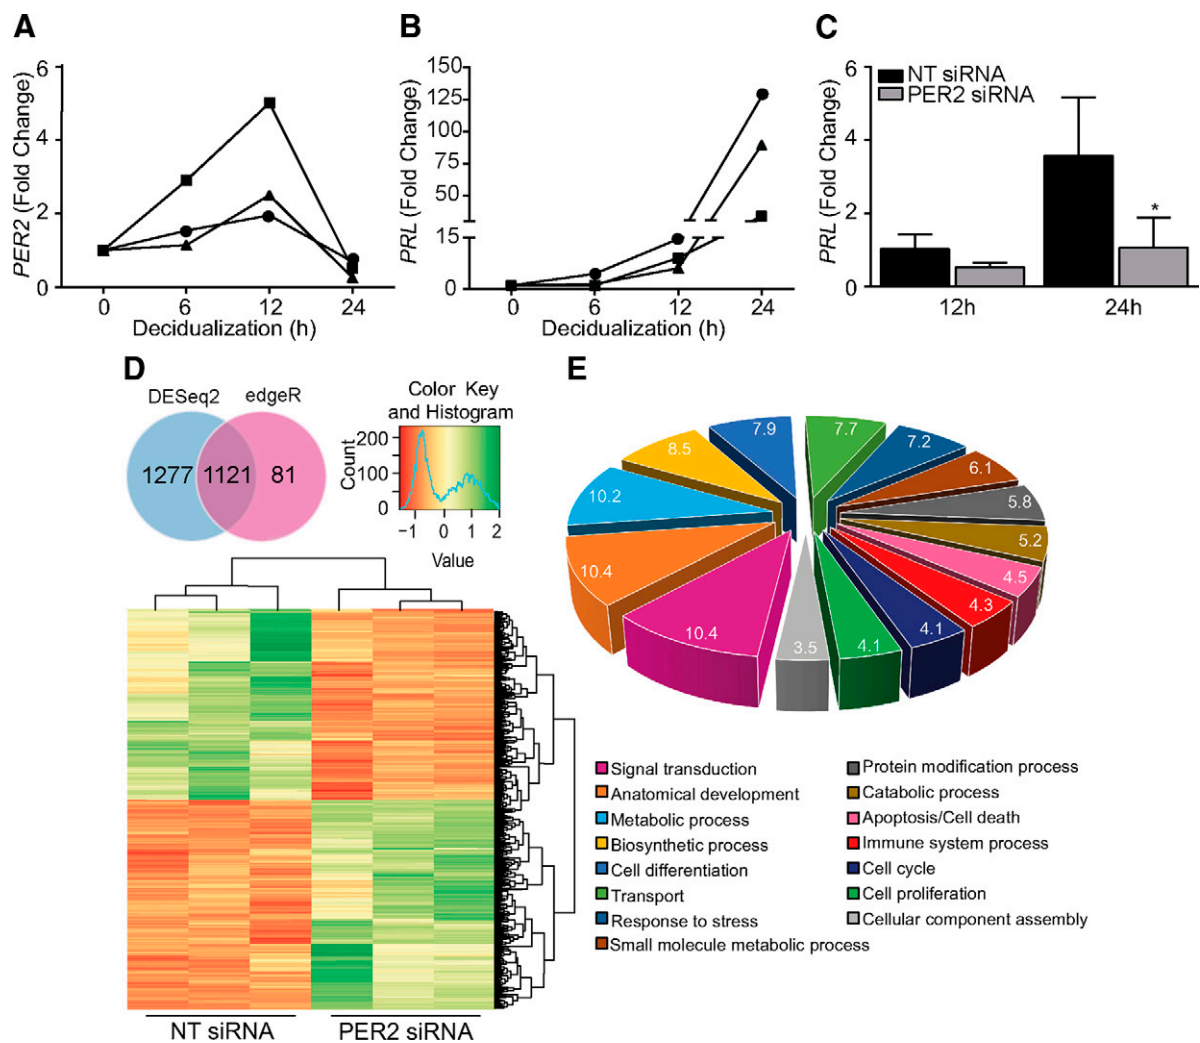 A
PER2 (Fold Change)
6
4
2
0
0 6 12 24
Decidualization (h)
B
PRL (Fold Change)
150
125
100
75
50
15
0
0 6 12 24
Decidualization (h)
C
PRL (Fold Change)
6
4
2
0
NT siRNA
PER2 siRNA
*
12h 24h
D
DESeq2 edgeR
1277 1121 81
Color Key
and Histogram
Count
200
100
0
−1 0 1 2
Value
NT siRNA PER2 siRNA
E
7.9
7.7
7.2
6.1
5.8
5.2
4.5
4.3
4.1
4.1
3.5
10.4
10.4
10.2
8.5
Signal transduction
Anatomical development
Metabolic process
Biosynthetic process
Cell differentiation
Transport
Response to stress
Small molecule metabolic process
Protein modification process
Catabolic process
Apoptosis/Cell death
Immune system process
Cell cycle
Cell proliferation
Cellular component assembly